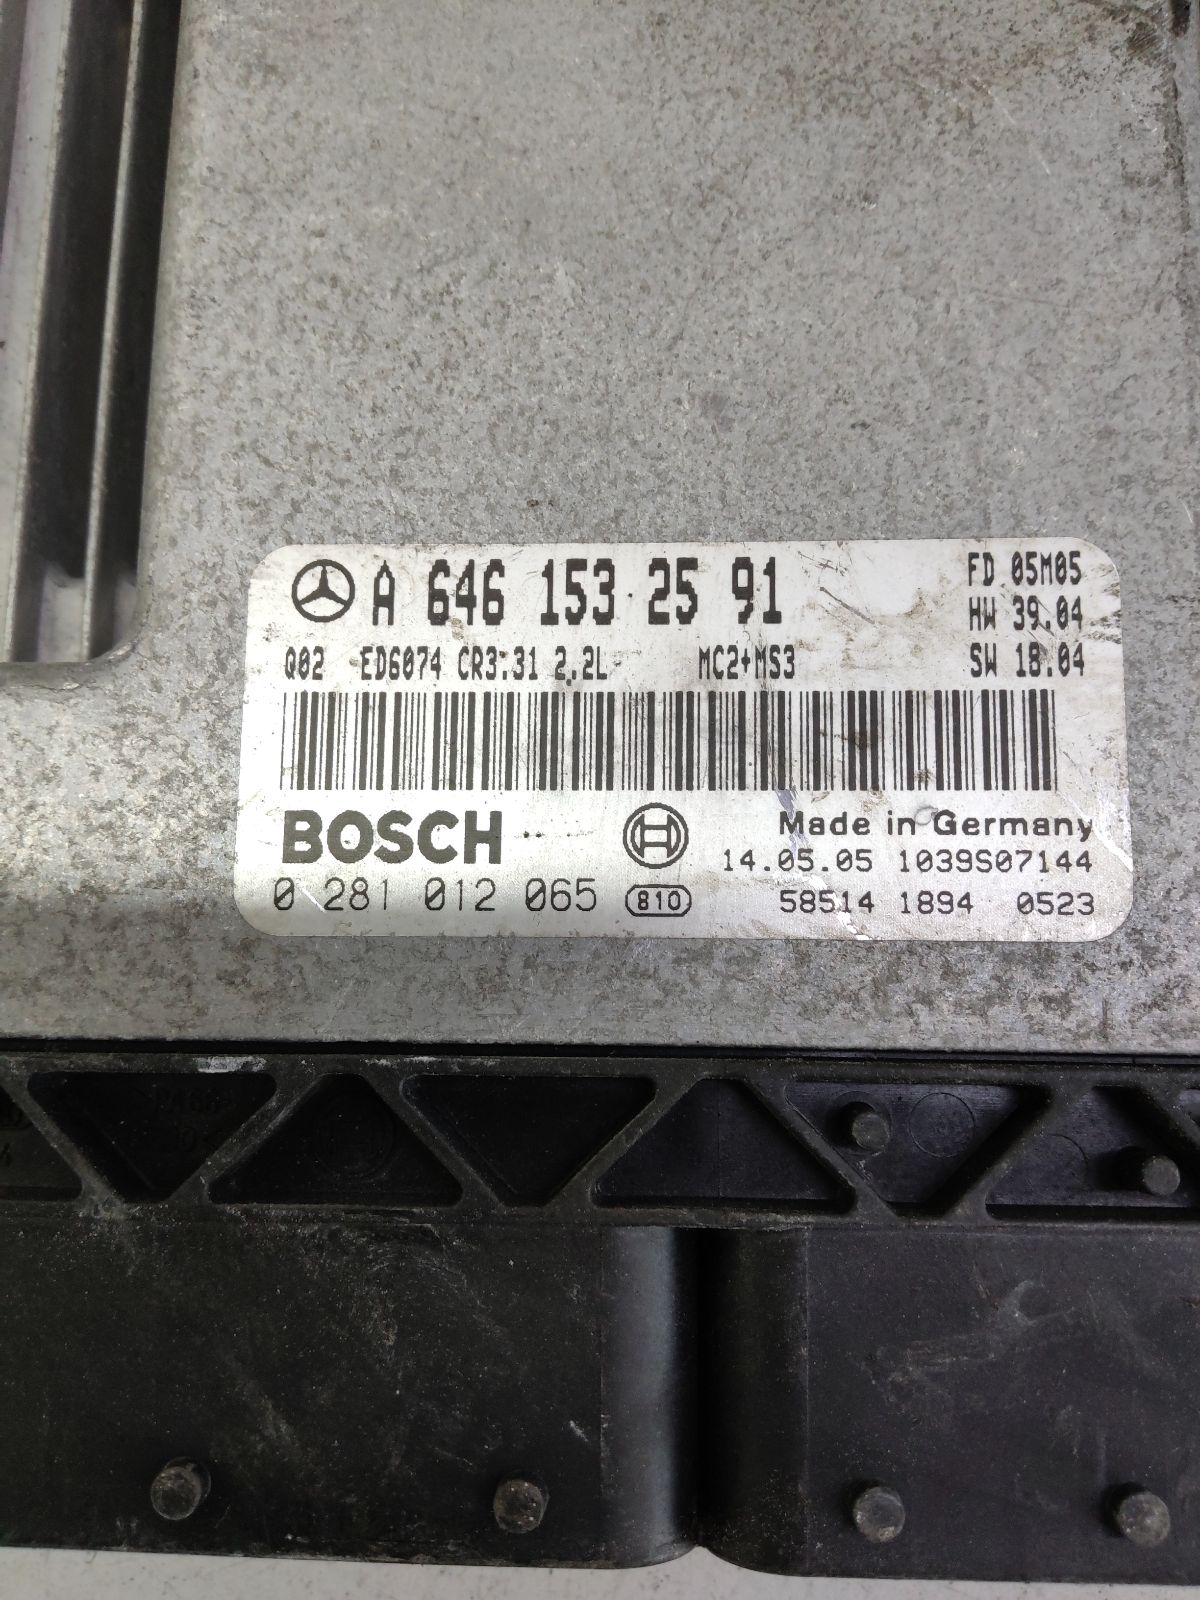 A 646 153 25 91
FD 05M05
HW 39.04
Q02 ED6074 CR3.31 2.2L MC2+MS3
SW 18.04
BOSCH
Made in Germany
14.05.05 1039S07144
0 281 012 065
810
58514 1894 0523